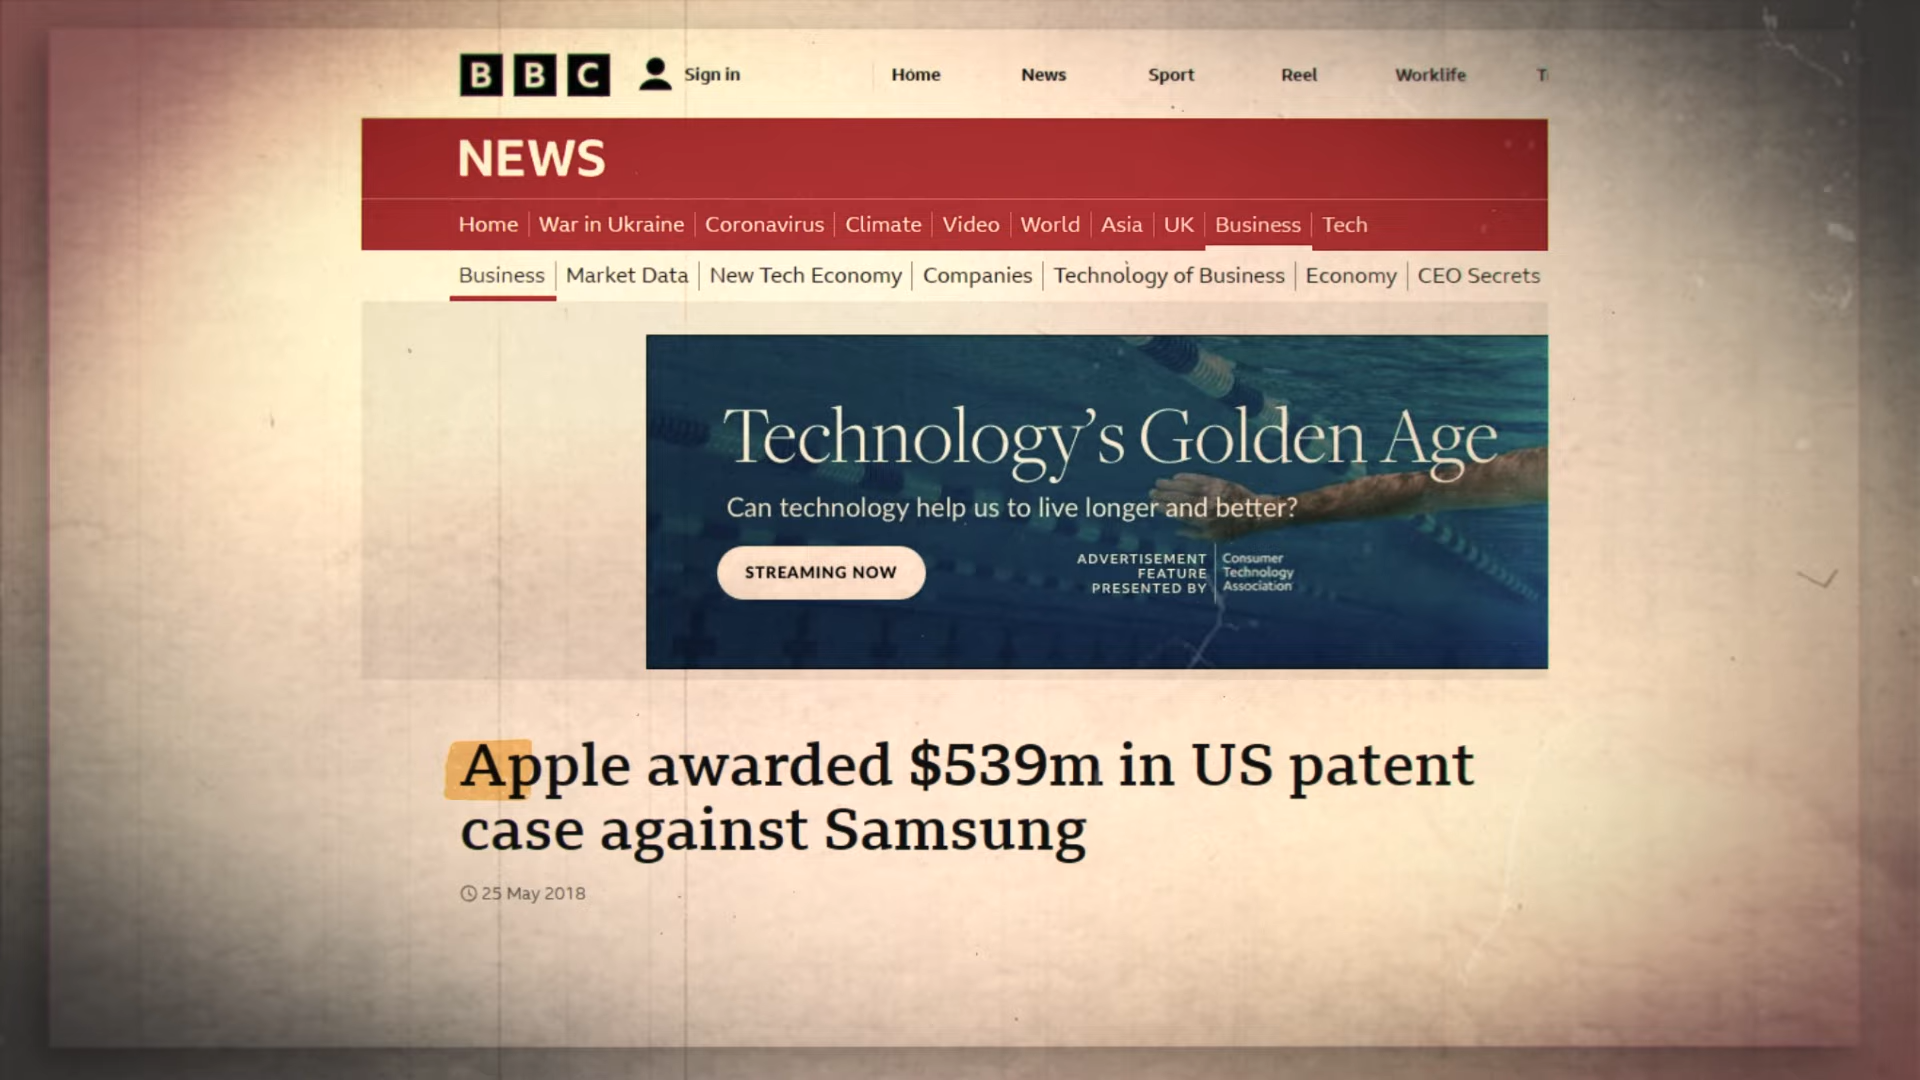 BBC Sign in Home News Sport Reel Worklife
NEWS
Home War in Ukraine Coronavirus Climate Video World Asia UK Business Tech
Business Market Data New Tech Economy Companies Technology of Business Economy CEO Secrets
Technology's Golden Age
Can technology help us to live longer and better?
STREAMING NOW
ADVERTISEMENT
FEATURE
PRESENTED BY
Consumer
Technology
Association
Apple awarded $539m in US patent
case against Samsung
25 May 2018